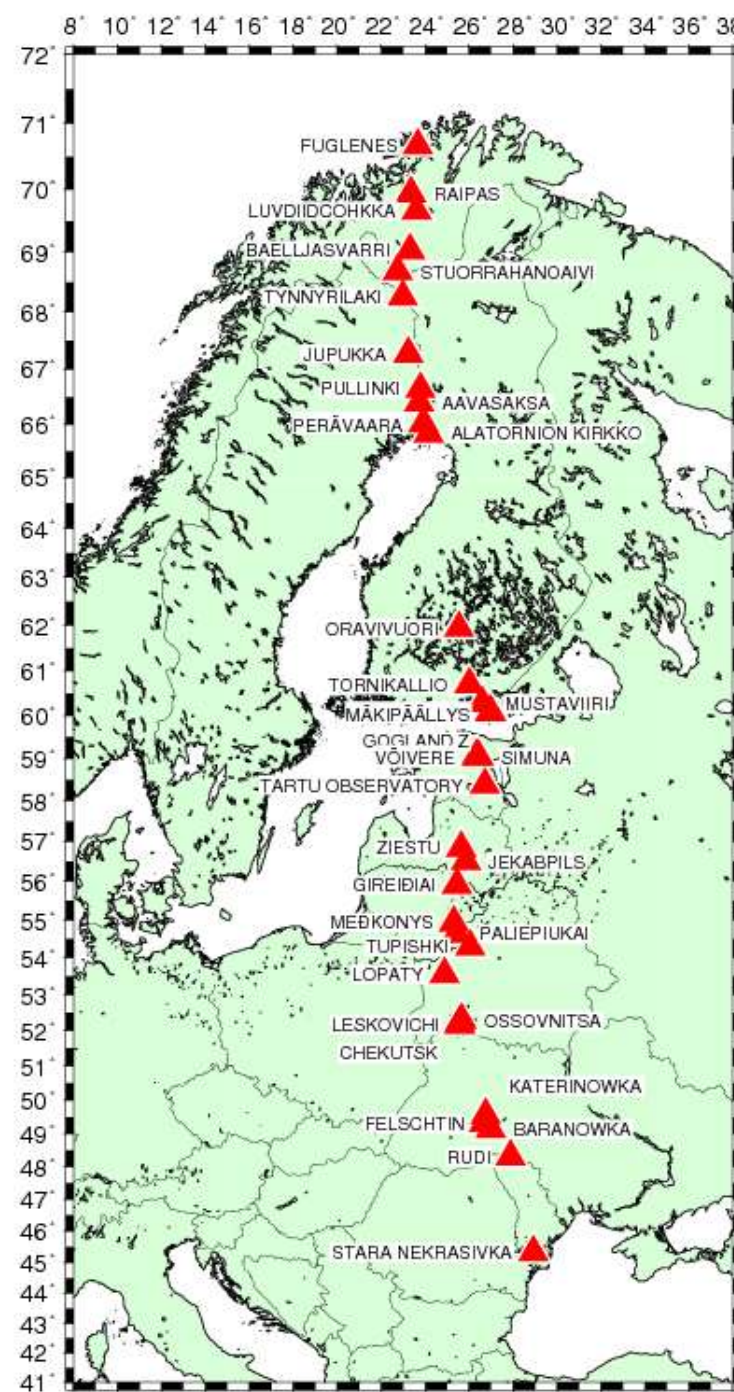 8° 10° 12° 14° 16° 18° 20° 22° 24° 26° 28° 30° 32° 34° 36° 38
72°
71°
FUGLENES
70°
RAIPAS
LUVDIIDCOHKKA
69°
BAELLJASVARRI
STUORRAHANOAIVI
TYNNYRILAKI
68°
JUPUKKA
67°
PULLINKI
AAVASAKSA
66°
PERÄVAARA
ALATORNION KIRKKO
65°
64°
63°
62°
ORAVIVUORI
61°
TORNIKALLIO
MUSTAVIIRI
60°
MÄKIPÄÄLLYS
GOGLAND Z
59°
VÕIVERE
SIMUNA
TARTU OBSERVATORY
58°
57°
ZIESTU
JEKABPILS
56°
GIREIÐIAI
55°
MEÐKONYS
PALIEPIUKAI
TUPISHKI
54°
LOPATY
53°
LESKOVICHI
OSSOVNITSA
52°
CHEKUTSK
51°
KATERINOWKA
50°
FELSCHTIN
BARANOWKA
49°
RUDI
48°
47°
46°
STARA NEKRASIVKA
45°
44°
43°
42°
41°